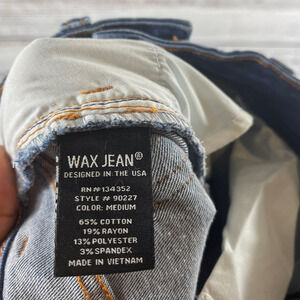 WAX JEAN®
DESIGNED IN THE USA
RN# 134352
STYLE # 90227
COLOR: MEDIUM
65% COTTON
19% RAYON
13% POLYESTER
3% SPANDEX
MADE IN VIETNAM